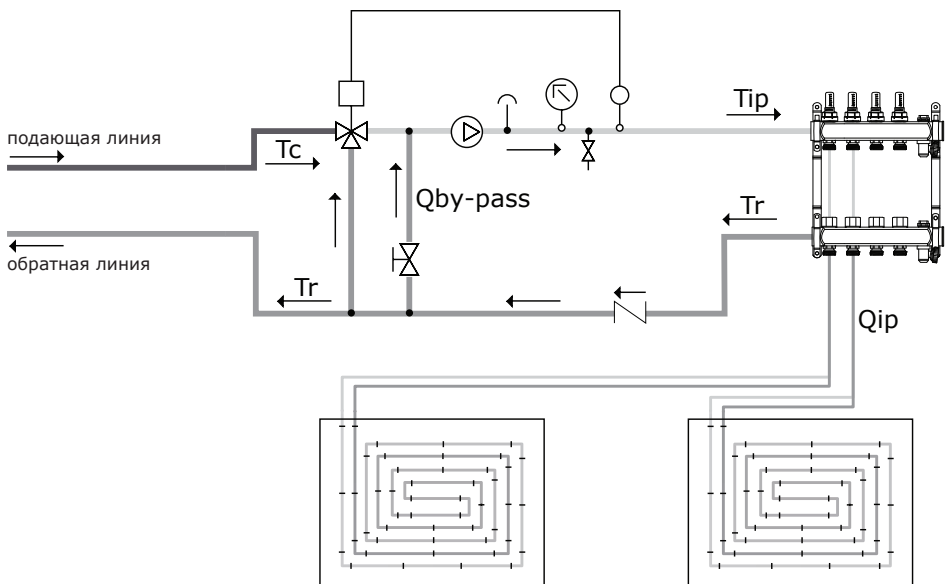 Tip
подающая линия
Tc
Qby-pass
Tr
обратная линия
Tr
Qip